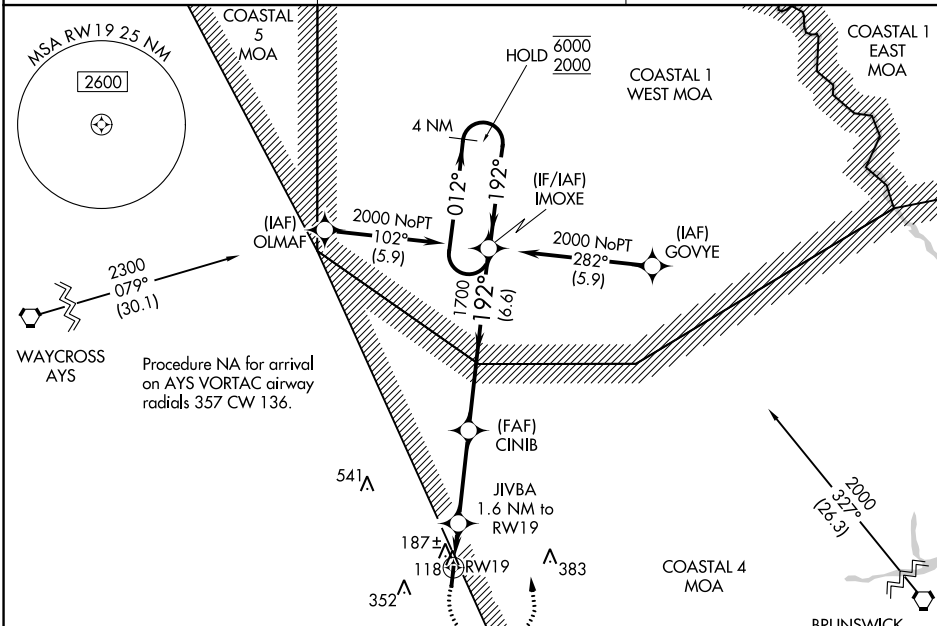 MSA RW19 25 NM
2600
COASTAL
5
MOA
HOLD
6000
2000
COASTAL 1
WEST MOA
COASTAL 1
EAST
MOA
4 NM
012°
192°
(IF/IAF)
IMOXE
(IAF)
OLMAF
2000 NoPT
102°
(5.9)
2000 NoPT
282°
(5.9)
(IAF)
GOVYE
1700
192°
(6.6)
2300
079°
(30.1)
WAYCROSS
AYS
Procedure NA for arrival
on AYS VORTAC airway
radials 357 CW 136.
(FAF)
CINIB
541
JIVBA
1.6 NM to
RW19
187±
118
RW19
383
352
COASTAL 4
MOA
2000
327°
(26.3)
BRUNSWICK